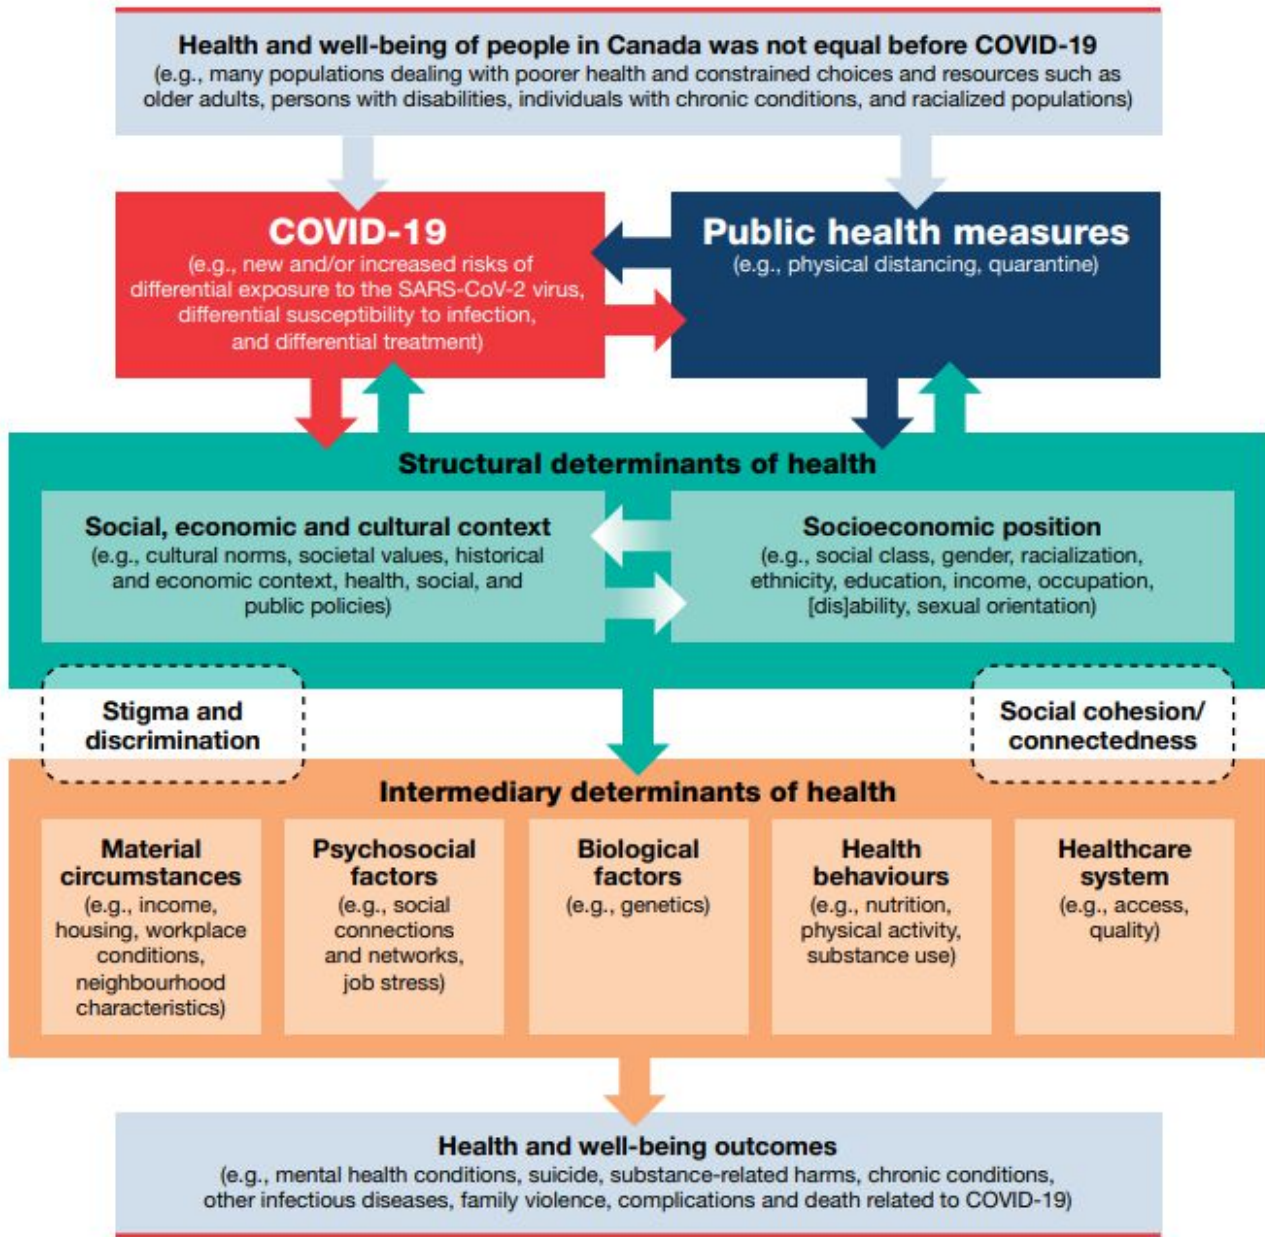 Health and well-being of people in Canada was not equal before COVID-19
(e.g., many populations dealing with poorer health and constrained choices and resources such as
older adults, persons with disabilities, individuals with chronic conditions, and racialized populations)
COVID-19
(e.g., new and/or increased risks of
differential exposure to the SARS-CoV-2 virus,
differential susceptibility to infection,
and differential treatment)
Public health measures
(e.g., physical distancing, quarantine)
Structural determinants of health
Social, economic and cultural context
(e.g., cultural norms, societal values, historical
and economic context, health, social, and
public policies)
Socioeconomic position
(e.g., social class, gender, racialization,
ethnicity, education, income, occupation,
[dis]ability, sexual orientation)
Stigma and
discrimination
Social cohesion/
connectedness
Intermediary determinants of health
Material
circumstances
(e.g., income,
housing, workplace
conditions,
neighbourhood
characteristics)
Psychosocial
factors
(e.g., social
connections
and networks,
job stress)
Biological
factors
(e.g., genetics)
Health
behaviours
(e.g., nutrition,
physical activity,
substance use)
Healthcare
system
(e.g., access,
quality)
Health and well-being outcomes
(e.g., mental health conditions, suicide, substance-related harms, chronic conditions,
other infectious diseases, family violence, complications and death related to COVID-19)